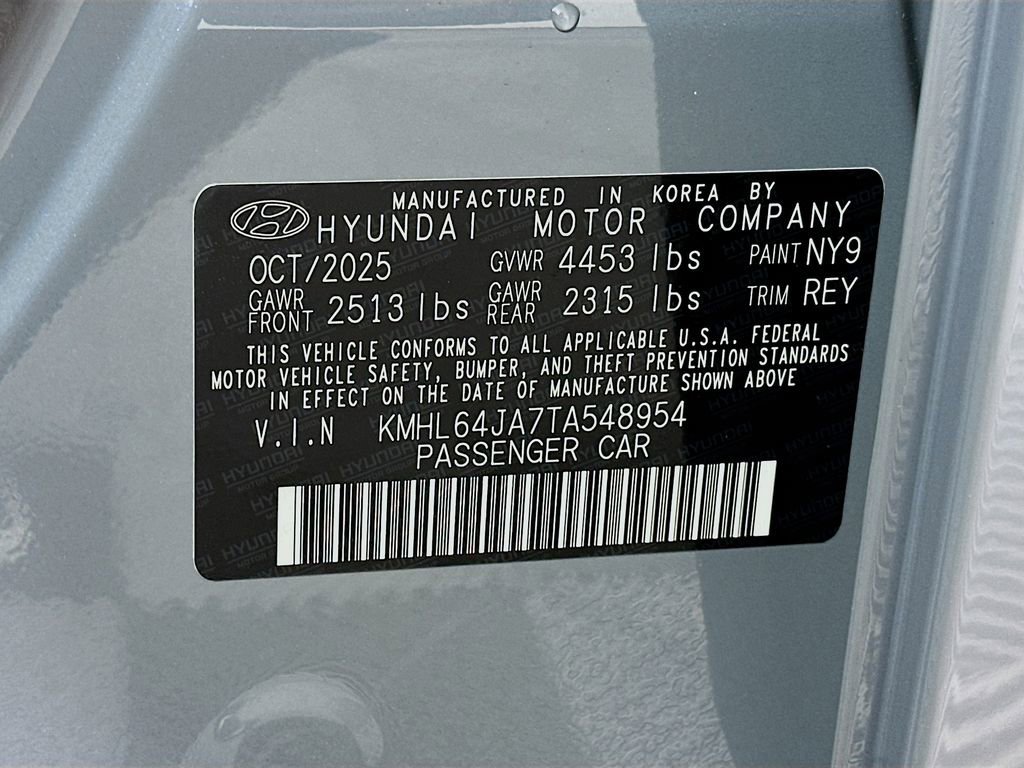 MANUFACTURED IN KOREA BY
HYUNDAI MOTOR COMPANY
OCT/2025 GVWR 4453 lbs PAINT NY9
GAWR FRONT 2513 lbs GAWR REAR 2315 lbs TRIM REY
THIS VEHICLE CONFORMS TO ALL APPLICABLE U.S.A. FEDERAL
MOTOR VEHICLE SAFETY, BUMPER, AND THEFT PREVENTION STANDARDS
IN EFFECT ON THE DATE OF MANUFACTURE SHOWN ABOVE
V.I.N KMHL64JA7TA548954
PASSENGER CAR